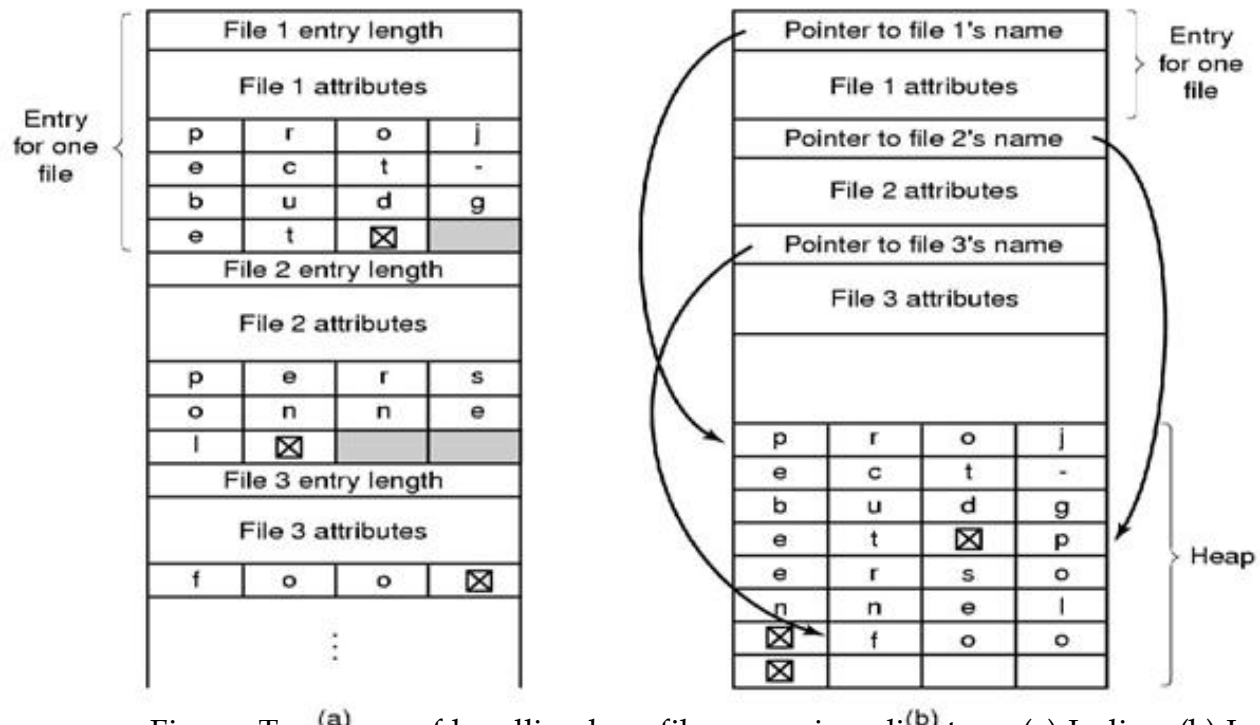 File 1 entry length
File 1 attributes
Entry
for one
file
p r o j
e c t -
b u d g
e t
File 2 entry length
File 2 attributes
p e r s
o n n e
l
File 3 entry length
File 3 attributes
f o o
(a)
Pointer to file 1's name
File 1 attributes
Entry
for one
file
Pointer to file 2's name
File 2 attributes
Pointer to file 3's name
File 3 attributes
p r o j
e c t -
b u d g
e t p
e r s o
n n e l
f o o
Heap
(b)